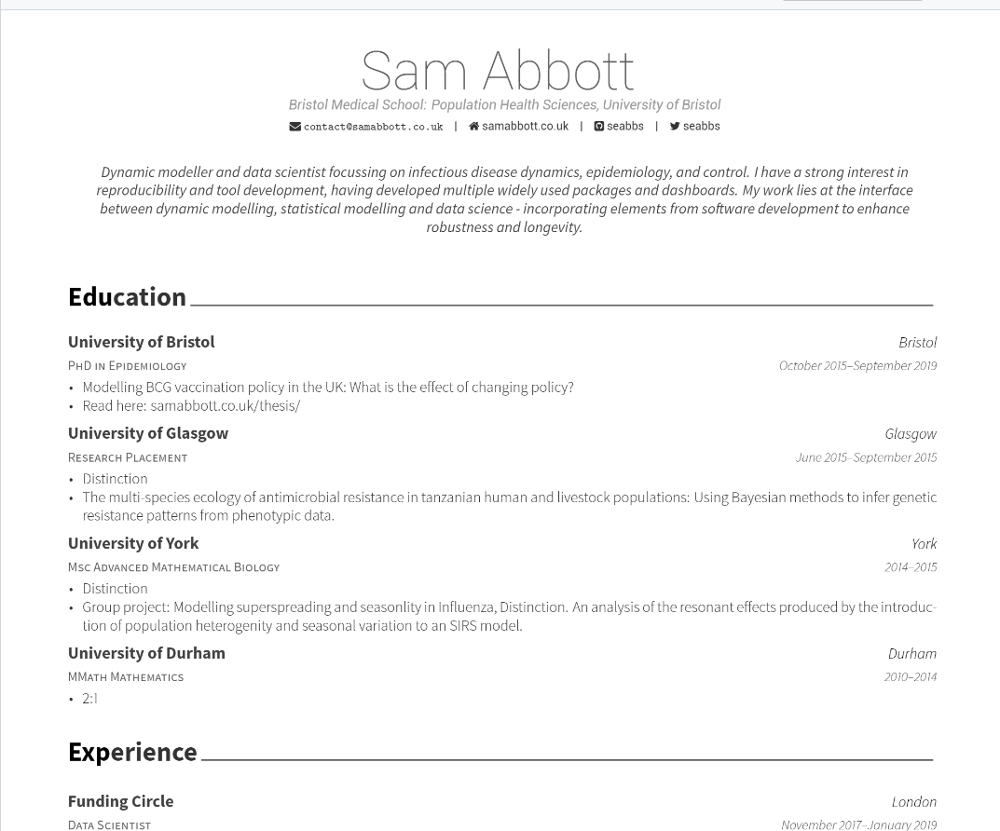 Sam Abbott
Bristol Medical School: Population Health Sciences, University of Bristol
contact@samabbott.co.uk | samabbott.co.uk | seabbs | seabbs
Dynamic modeller and data scientist focussing on infectious disease dynamics, epidemiology, and control. I have a strong interest in
reproducibility and tool development, having developed multiple widely used packages and dashboards. My work lies at the interface
between dynamic modelling, statistical modelling and data science - incorporating elements from software development to enhance
robustness and longevity.
Education
University of Bristol Bristol
PhD in Epidemiology October 2015–September 2019
• Modelling BCG vaccination policy in the UK: What is the effect of changing policy?
• Read here: samabbott.co.uk/thesis/
University of Glasgow Glasgow
Research Placement June 2015–September 2015
• Distinction
• The multi-species ecology of antimicrobial resistance in tanzanian human and livestock populations: Using Bayesian methods to infer genetic
resistance patterns from phenotypic data.
University of York York
Msc Advanced Mathematical Biology 2014–2015
• Distinction
• Group project: Modelling superspreading and seasonlity in Influenza, Distinction. An analysis of the resonant effects produced by the introduc-
tion of population heterogenity and seasonal variation to an SIRS model.
University of Durham Durham
MMath Mathematics 2010–2014
• 2:1
Experience
Funding Circle London
Data Scientist November 2017–January 2019